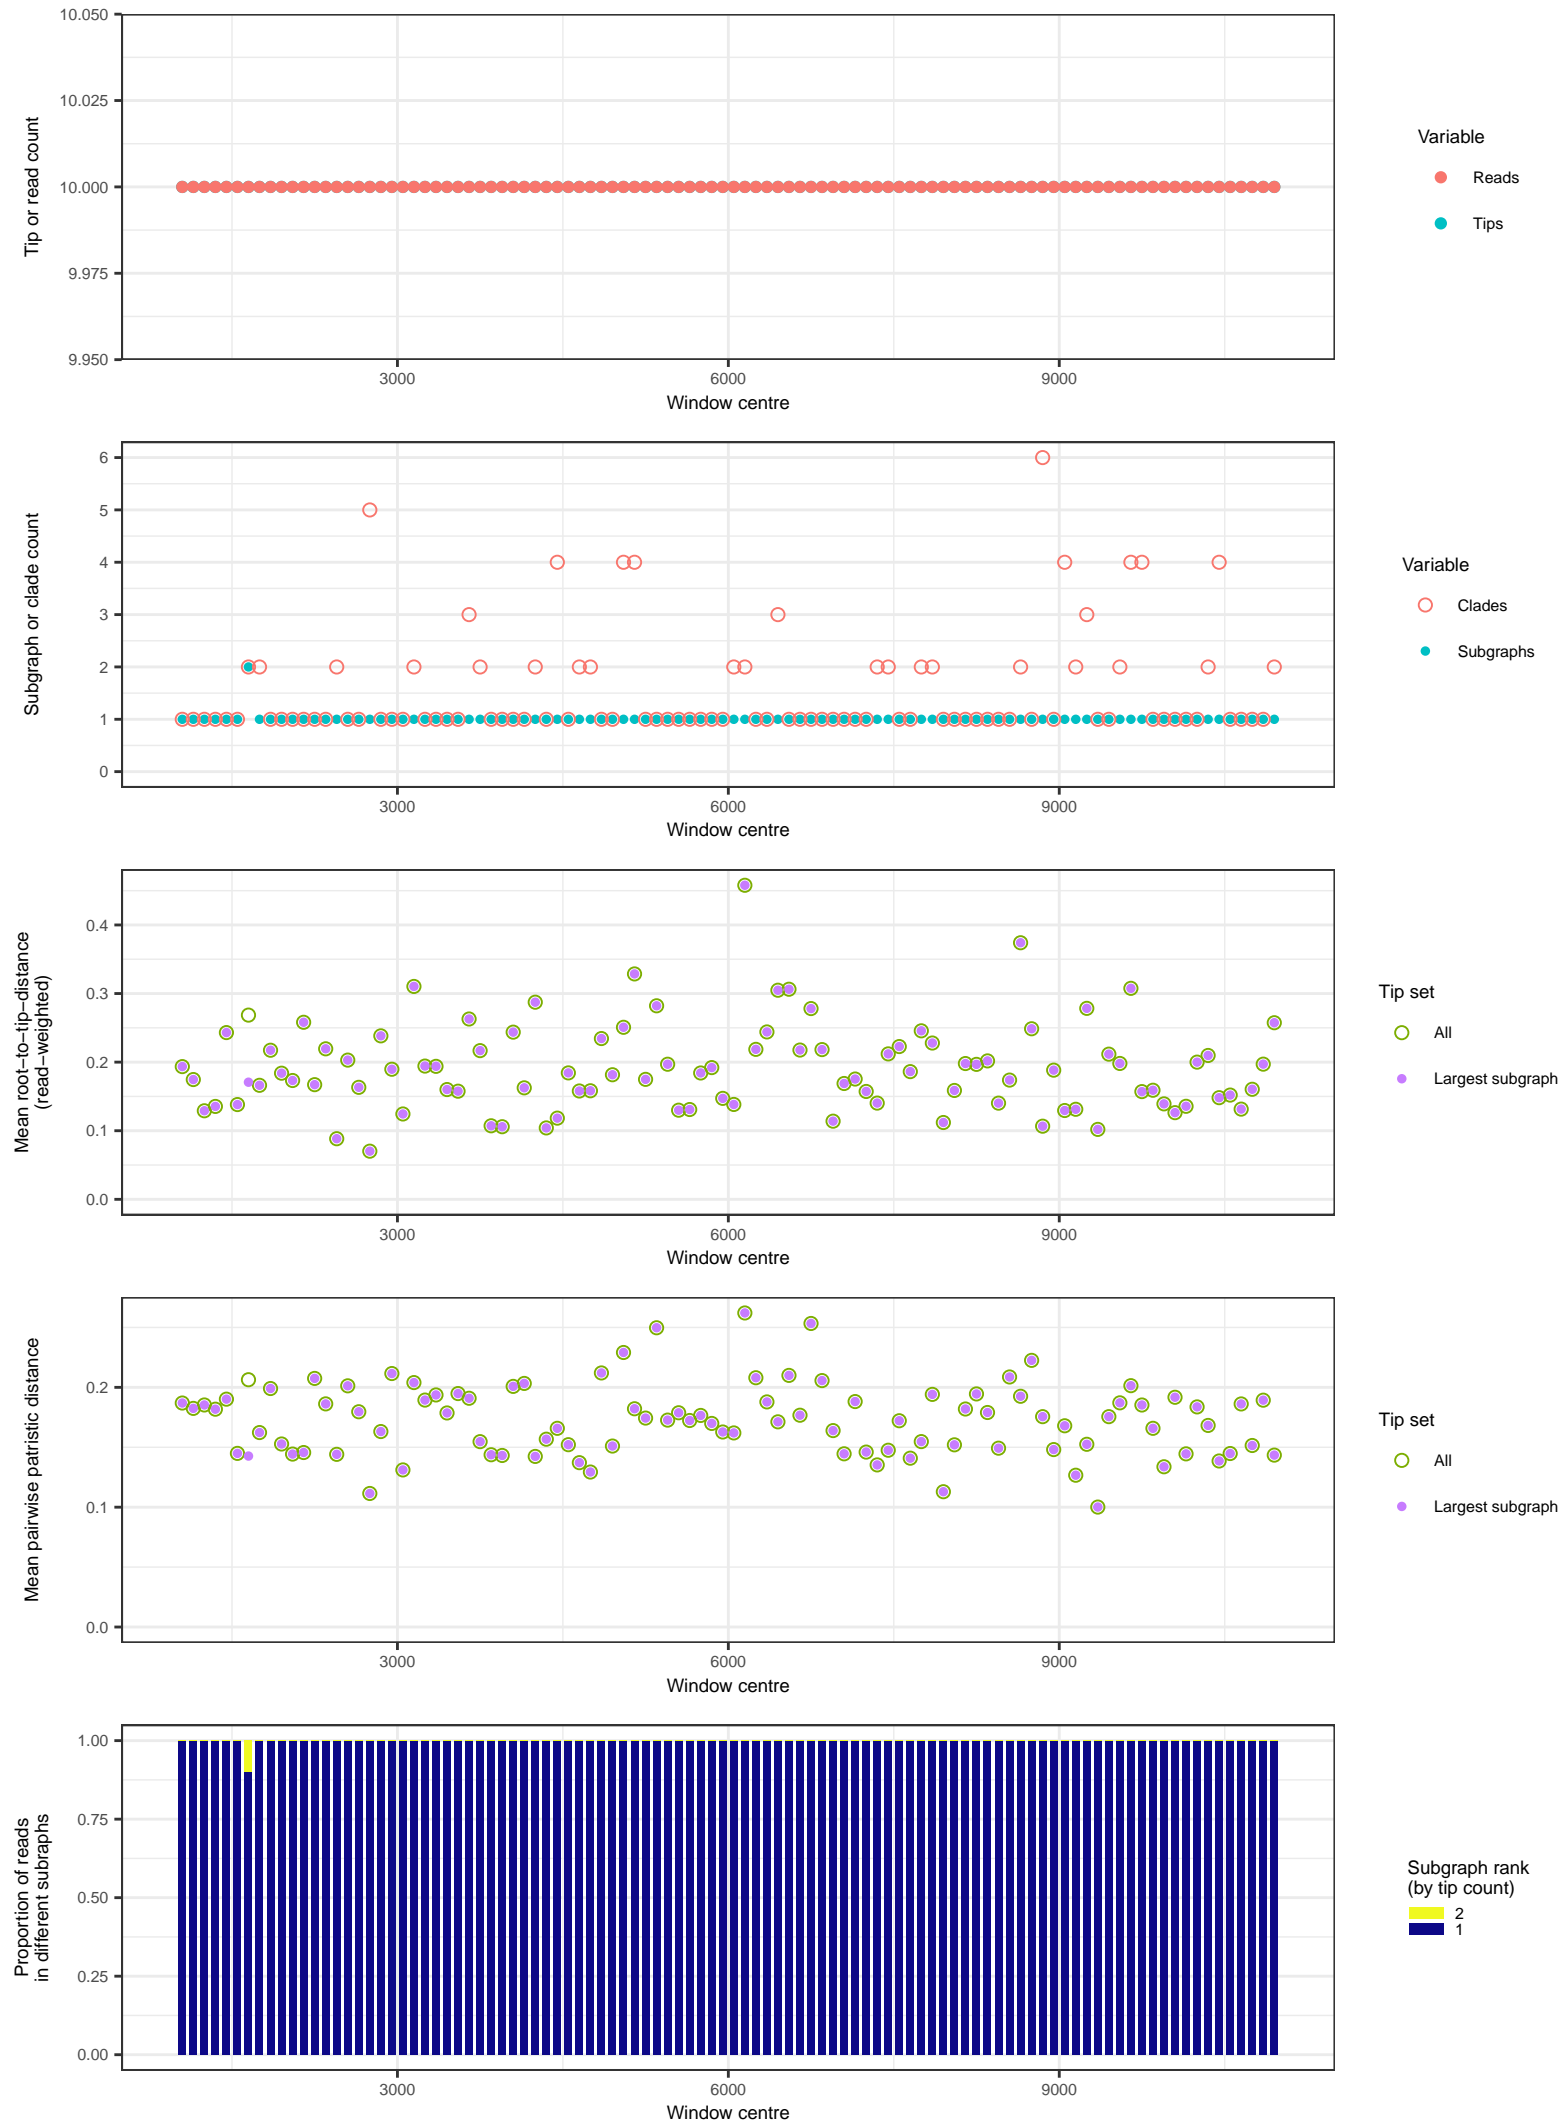 10.050
10.025
10.000
9.975
9.950
Tip or read count
3000
6000
9000
Window centre
Variable
Reads
Tips
6
5
4
3
2
1
0
Subgraph or clade count
3000
6000
9000
Window centre
Variable
Clades
Subgraphs
0.4
0.3
0.2
0.1
0.0
Mean root−to−tip−distance
(read−weighted)
3000
6000
9000
Window centre
Tip set
All
Largest subgraph
0.2
0.1
0.0
Mean pairwise patristic distance
3000
6000
9000
Window centre
Tip set
All
Largest subgraph
1.00
0.75
0.50
0.25
0.00
Proportion of reads
in different subraphs
3000
6000
9000
Window centre
Subgraph rank
(by tip count)
2
1